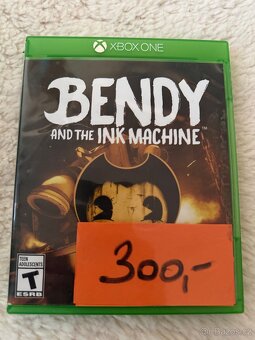 XBOX ONE
BENDY
AND THE INK MACHINE
TEEN
ADOLESCENTS
T
ESRB
300,-